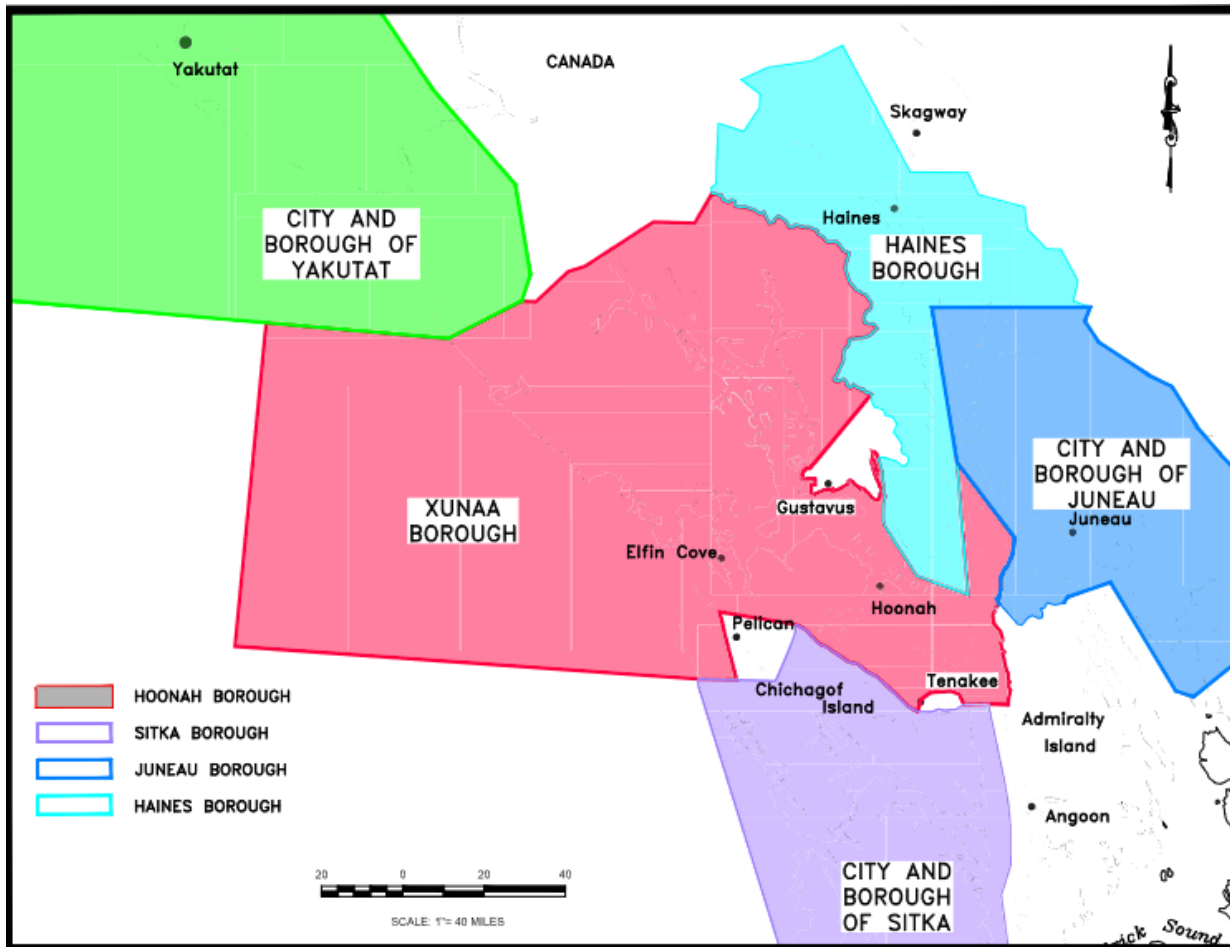 Yakutat
CANADA
Skagway
CITY AND
BOROUGH OF
YAKUTAT
Haines
HAINES
BOROUGH
CITY AND
BOROUGH OF
JUNEAU
Juneau
XUNAA
BOROUGH
Gustavus
Elfin Cove
Hoonah
Pelican
Tenakee
Chichagof
Island
Admiralty
Island
Angoon
HOONAH BOROUGH
SITKA BOROUGH
JUNEAU BOROUGH
HAINES BOROUGH
CITY AND
BOROUGH
OF SITKA
20 0 20 40
SCALE: 1"= 40 MILES
Sound